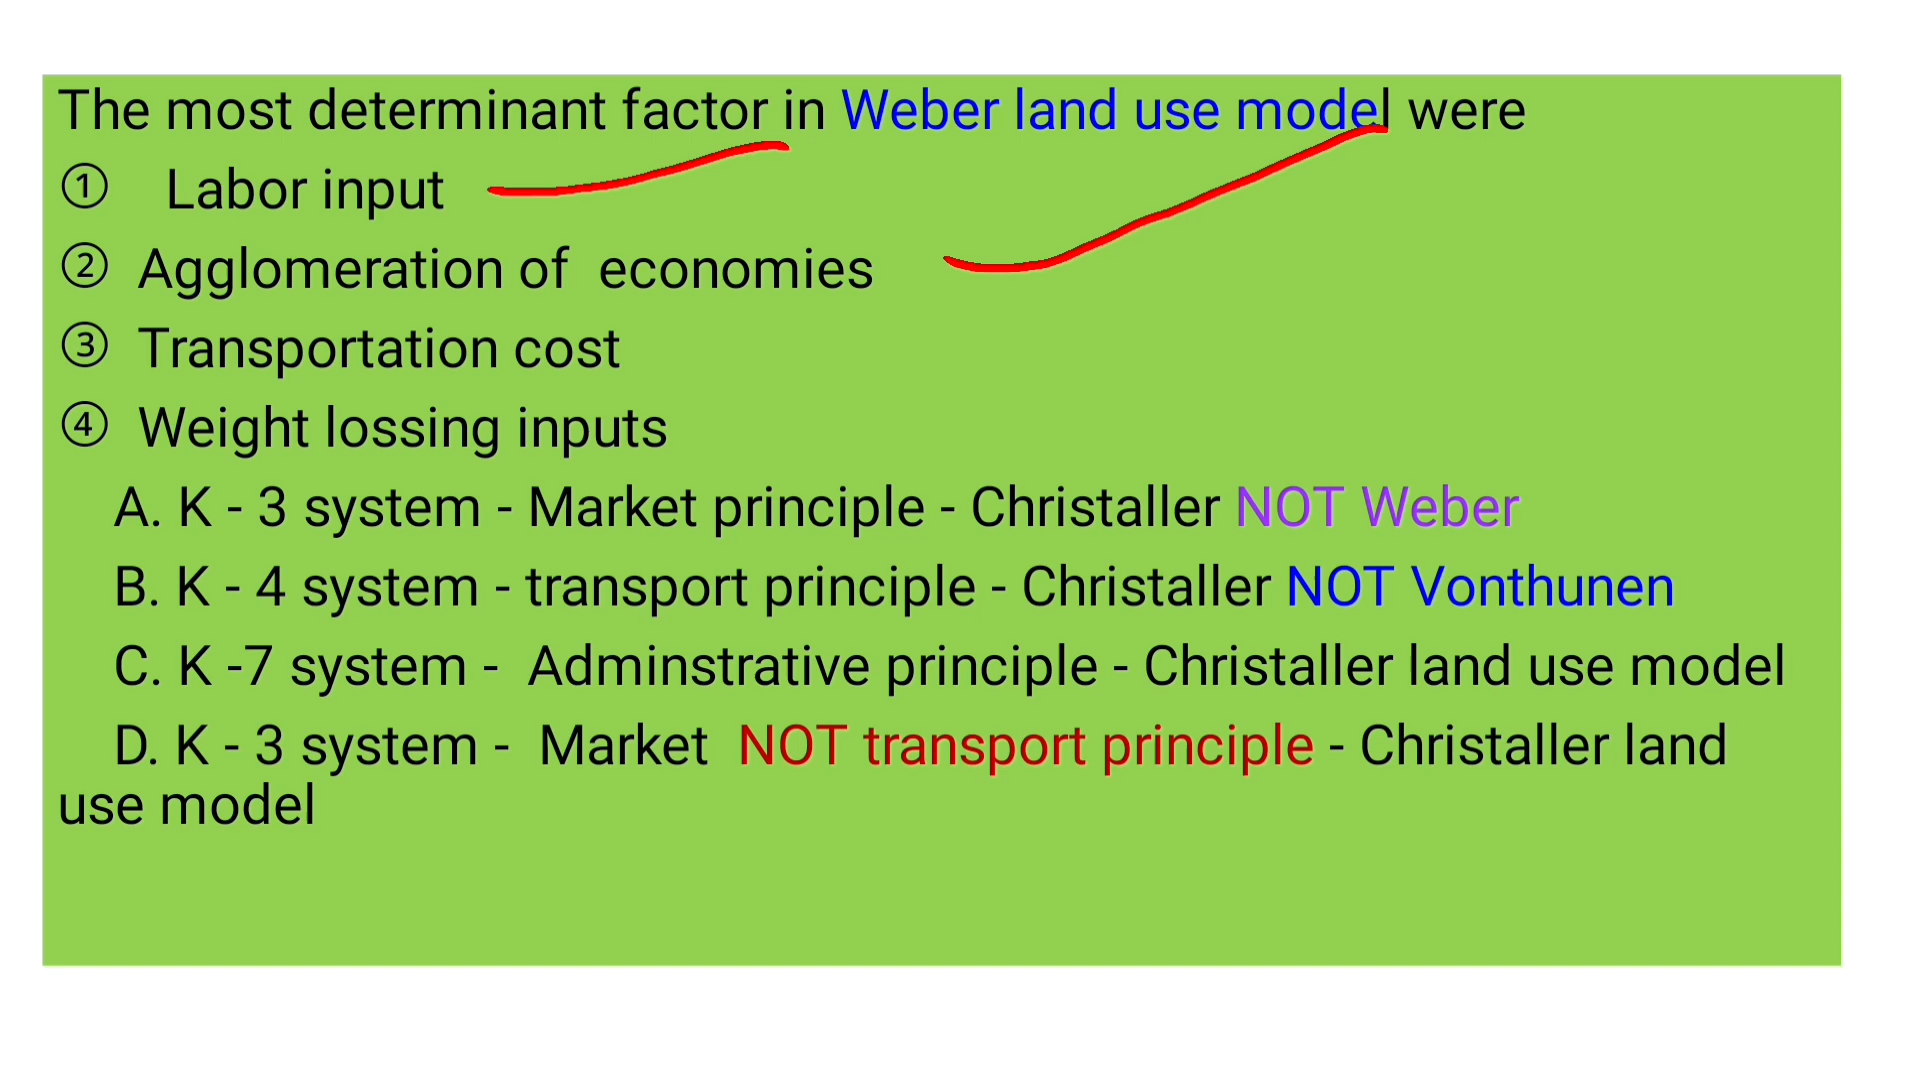 The most determinant factor in Weber land use model were
① Labor input
② Agglomeration of economies
③ Transportation cost
④ Weight lossing inputs
A. K - 3 system - Market principle - Christaller NOT Weber
B. K - 4 system - transport principle - Christaller NOT Vonthunen
C. K -7 system - Adminstrative principle - Christaller land use model
D. K - 3 system - Market NOT transport principle - Christaller land
use model